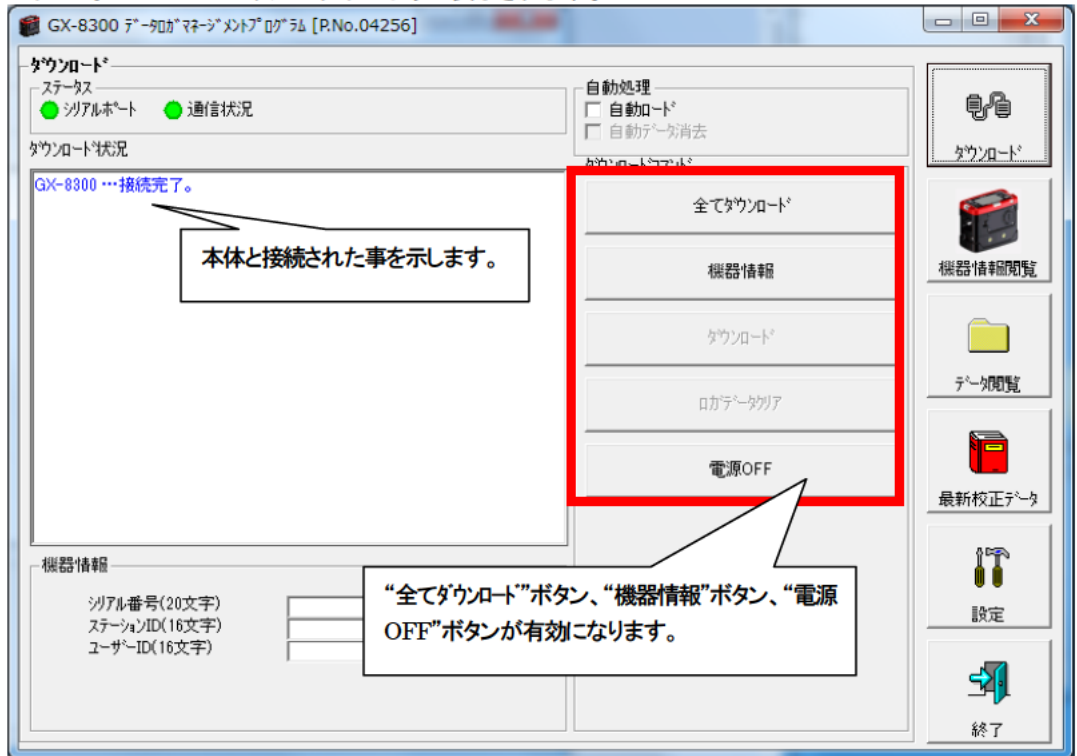 GX-8300 ﾃﾞｰﾀﾛｶﾞﾏﾈｰｼﾞﾒﾝﾄﾌﾟﾛｸﾞﾗﾑ [P.No.04256]
ﾀﾞｳﾝﾛｰﾄﾞ
ｽﾃｰﾀｽ
ｼﾘｱﾙﾎﾟｰﾄ
通信状況
自動処理
自動ﾛｰﾄﾞ
自動ﾃﾞｰﾀ消去
ﾀﾞｳﾝﾛｰﾄﾞ状況
ﾀﾞｳﾝﾛｰﾄﾞｺﾏﾝﾄﾞ
GX-8300 …接続完了。
本体と接続された事を示します。
全てﾀﾞｳﾝﾛｰﾄﾞ
機器情報
ﾀﾞｳﾝﾛｰﾄﾞ
ﾛｶﾞﾃﾞｰﾀｸﾘｱ
電源OFF
“全てﾀﾞｳﾝﾛｰﾄﾞ”ボタン、“機器情報”ボタン、“電源
OFF”ボタンが有効になります。
機器情報
ｼﾘｱﾙ番号(20文字)
ｽﾃｰｼｮﾝID(16文字)
ﾕｰｻﾞｰID(16文字)
ﾀﾞｳﾝﾛｰﾄﾞ
機器情報閲覧
ﾃﾞｰﾀ閲覧
最新校正ﾃﾞｰﾀ
設定
終了